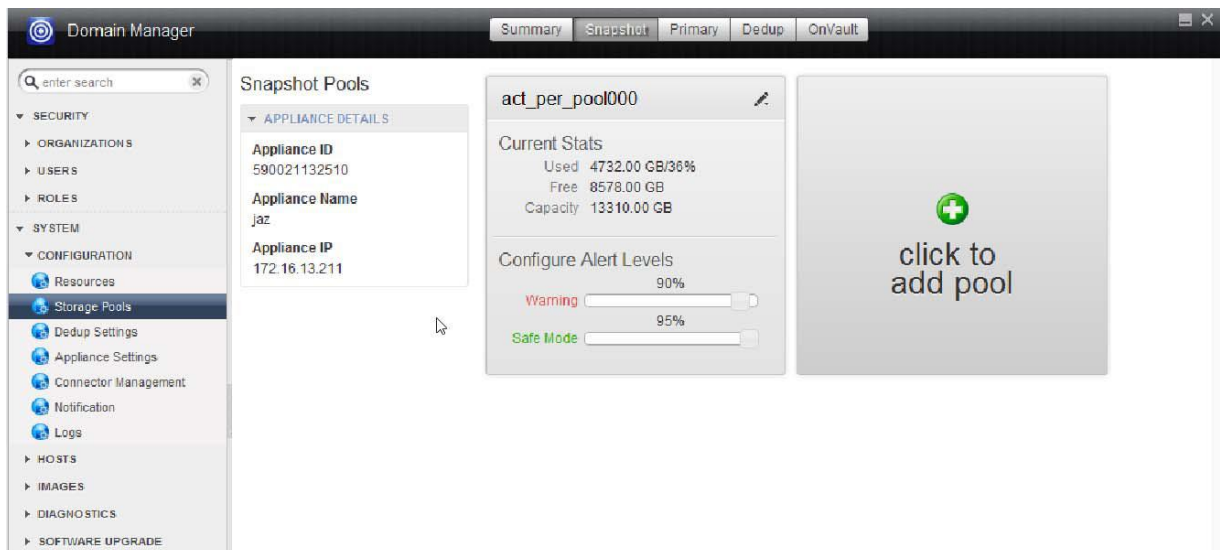 Domain Manager
Summary
Snapshot
Primary
Dedup
OnVault
enter search
SECURITY
ORGANIZATIONS
USERS
ROLES
SYSTEM
CONFIGURATION
Resources
Storage Pools
Dedup Settings
Appliance Settings
Connector Management
Notification
Logs
HOSTS
IMAGES
DIAGNOSTICS
SOFTWARE UPGRADE
Snapshot Pools
APPLIANCE DETAILS
Appliance ID
590021132510
Appliance Name
jaz
Appliance IP
172.16.13.211
act_per_pool000
Current Stats
Used 4732.00 GB/36%
Free 8578.00 GB
Capacity 13310.00 GB
Configure Alert Levels
90%
Warning
95%
Safe Mode
click to
add pool